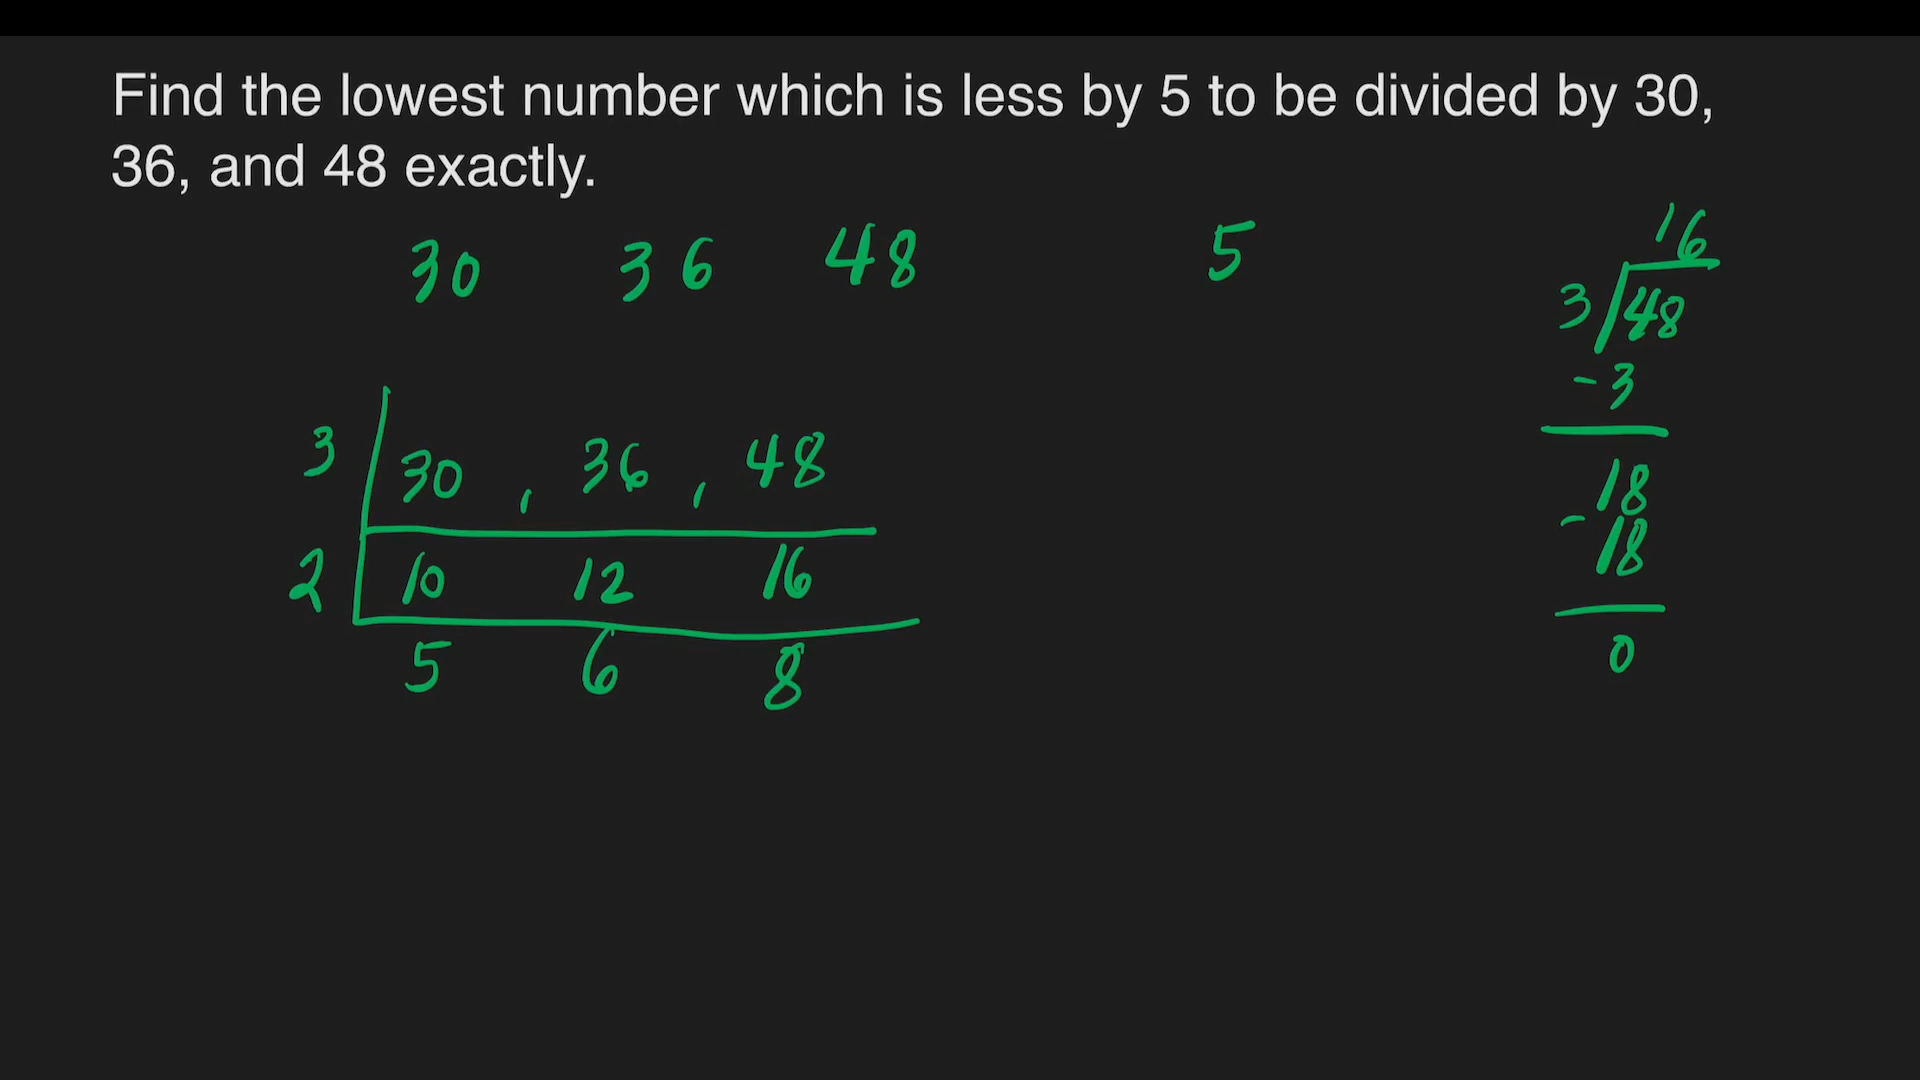 Find the lowest number which is less by 5 to be divided by 30,
36, and 48 exactly.
30 36 48 5
16
3 48
-3
18
-18
0
3 30 , 36 , 48
2 10 12 16
5 6 8